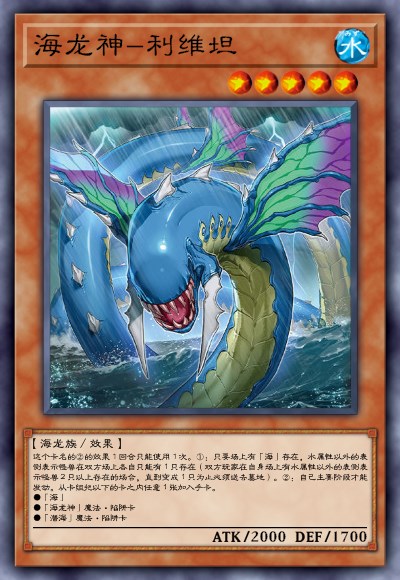 海龙神–利维坦
水
【海龙族/效果】
这个卡名的②的效果1回合只能使用1次。①：只要场上有「海」存在，水属性以外的表
侧表示怪兽在双方场上各自只能有1只存在（双方玩家在自身场上有水属性以外的表侧表示
怪兽2只以上存在的场合，直到变成1只为止必须送去墓地）。②：自己主要阶段才能
发动。从卡组把以下的卡之内任意1张加入手卡。
●「海」
●「海龙神」魔法·陷阱卡
●「潜海」魔法·陷阱卡
ATK/2000 DEF/1700